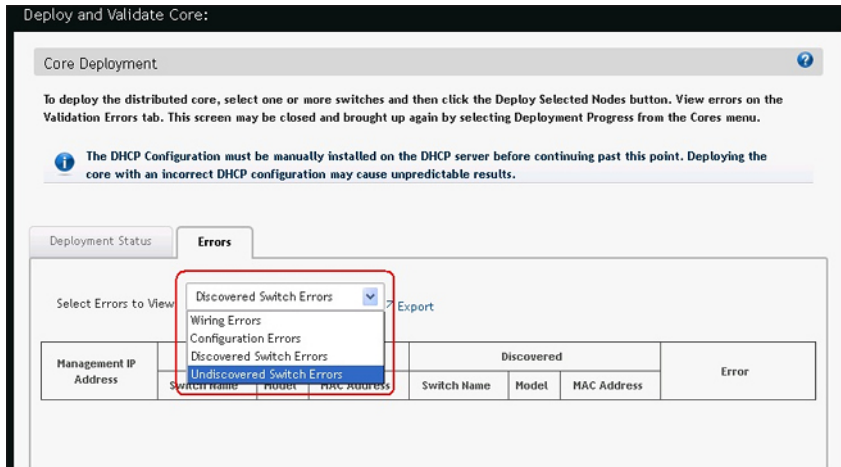 Deploy and Validate Core:
Core Deployment
?
To deploy the distributed core, select one or more switches and then click the Deploy Selected Nodes button. View errors on the
Validation Errors tab. This screen may be closed and brought up again by selecting Deployment Progress from the Cores menu.
i
The DHCP Configuration must be manually installed on the DHCP server before continuing past this point. Deploying the
core with an incorrect DHCP configuration may cause unpredictable results.
Deployment Status
Errors
Select Errors to View
Discovered Switch Errors
Export
Wiring Errors
Configuration Errors
Discovered Switch Errors
Undiscovered Switch Errors
Management IP
Address
Discovered
Error
Switch Name
Model
MAC Address
Switch Name
Model
MAC Address